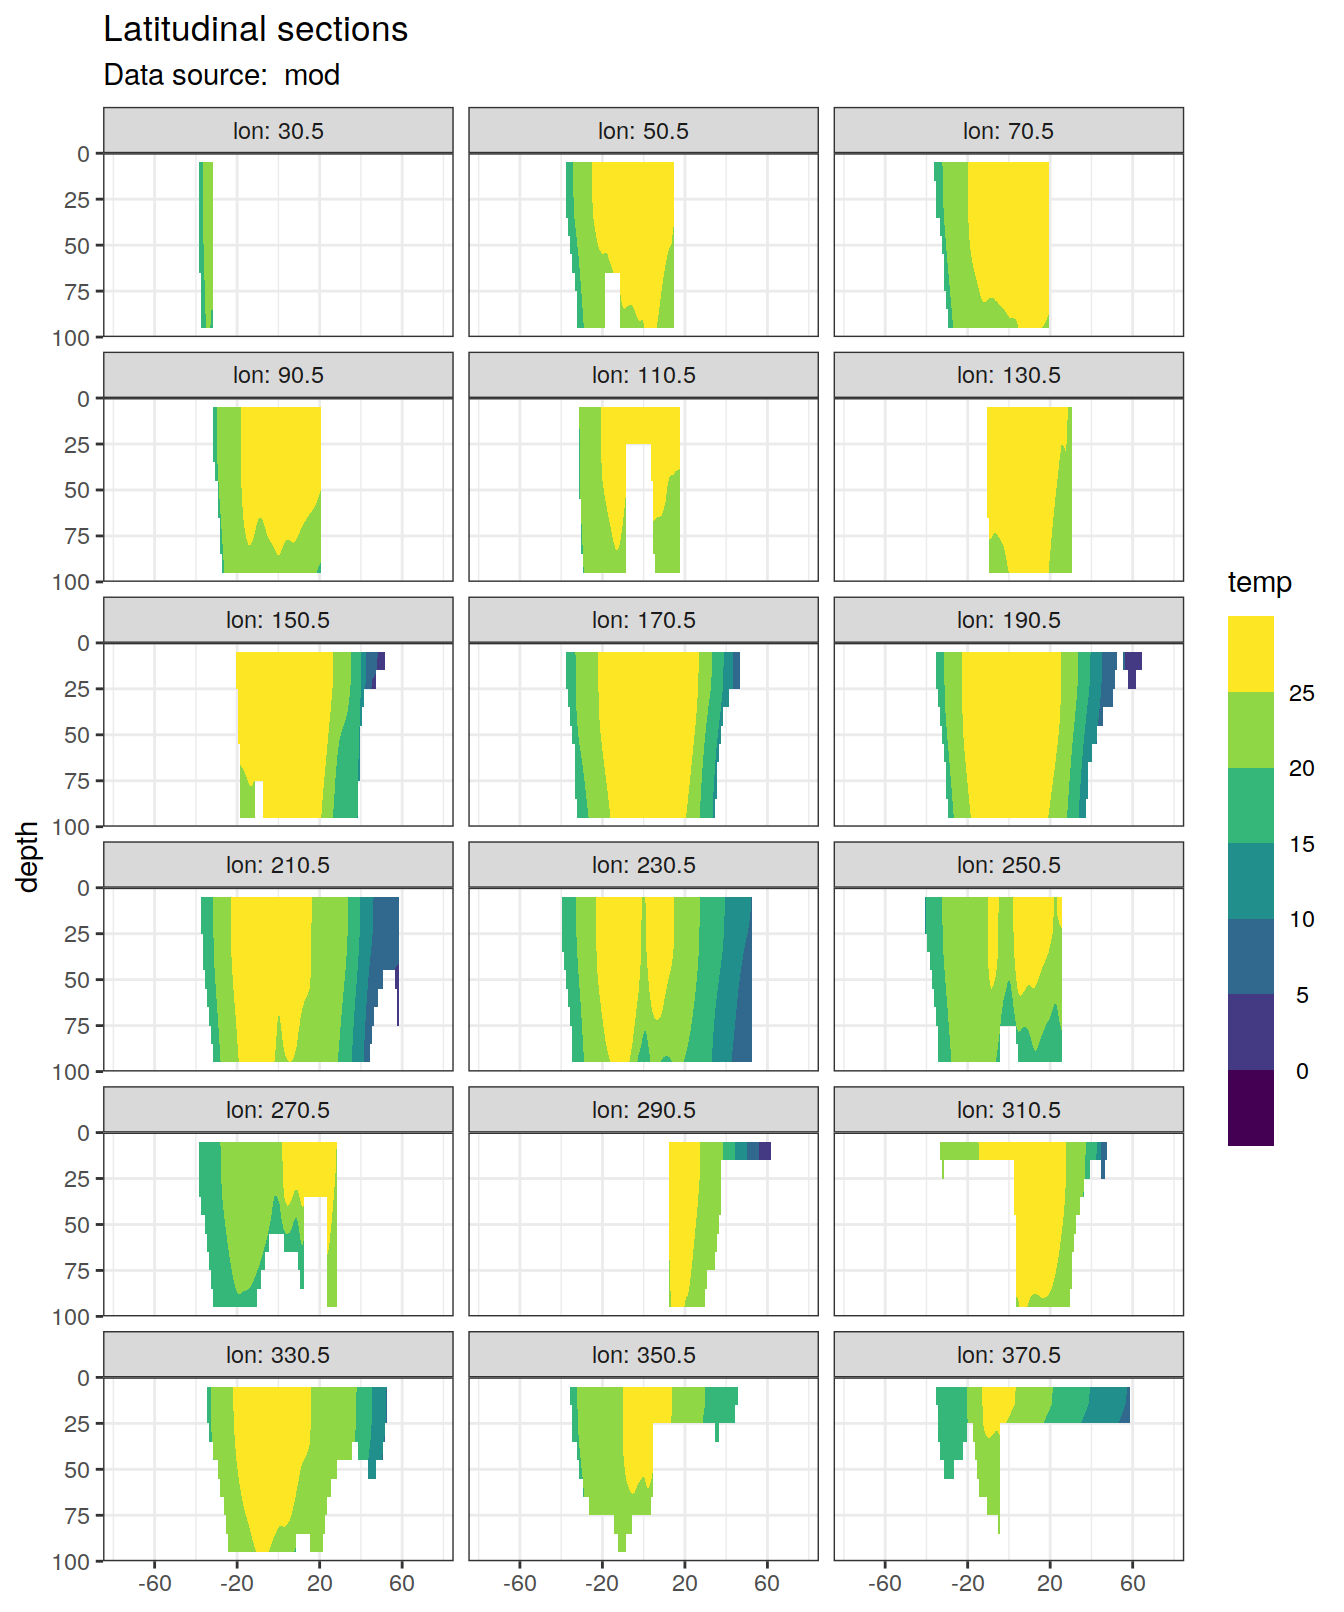 Latitudinal sections
Data source:  mod
lon: 30.5
lon: 50.5
lon: 70.5
0
25
50
75
100
lon: 90.5
lon: 110.5
lon: 130.5
0
25
50
75
100
lon: 150.5
lon: 170.5
lon: 190.5
0
25
50
75
100
lon: 210.5
lon: 230.5
lon: 250.5
0
25
50
75
100
lon: 270.5
lon: 290.5
lon: 310.5
0
25
50
75
100
lon: 330.5
lon: 350.5
lon: 370.5
0
25
50
75
100
-60 -20 20 60
-60 -20 20 60
-60 -20 20 60
depth
temp
25
20
15
10
5
0